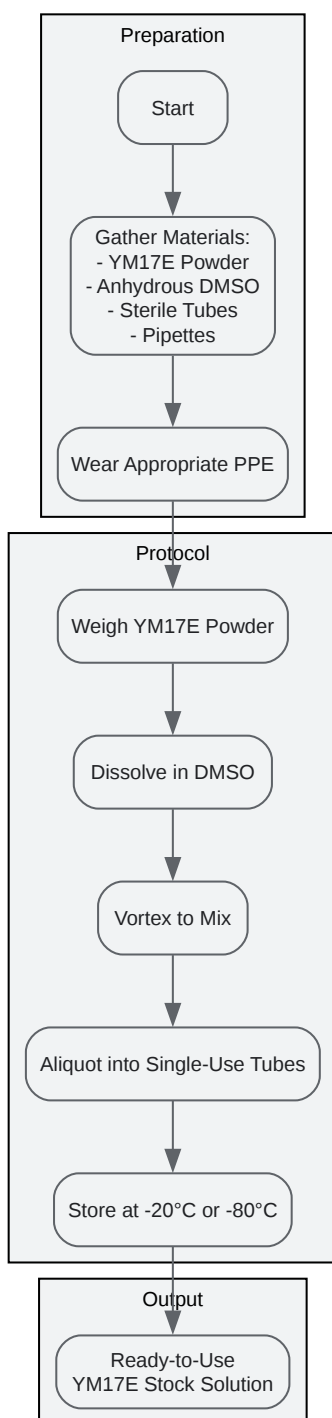 Preparation
Start
Gather Materials:
- YM17E Powder
- Anhydrous DMSO
- Sterile Tubes
- Pipettes
Wear Appropriate PPE
Protocol
Weigh YM17E Powder
Dissolve in DMSO
Vortex to Mix
Aliquot into Single-Use Tubes
Store at -20°C or -80°C
Output
Ready-to-Use
YM17E Stock Solution